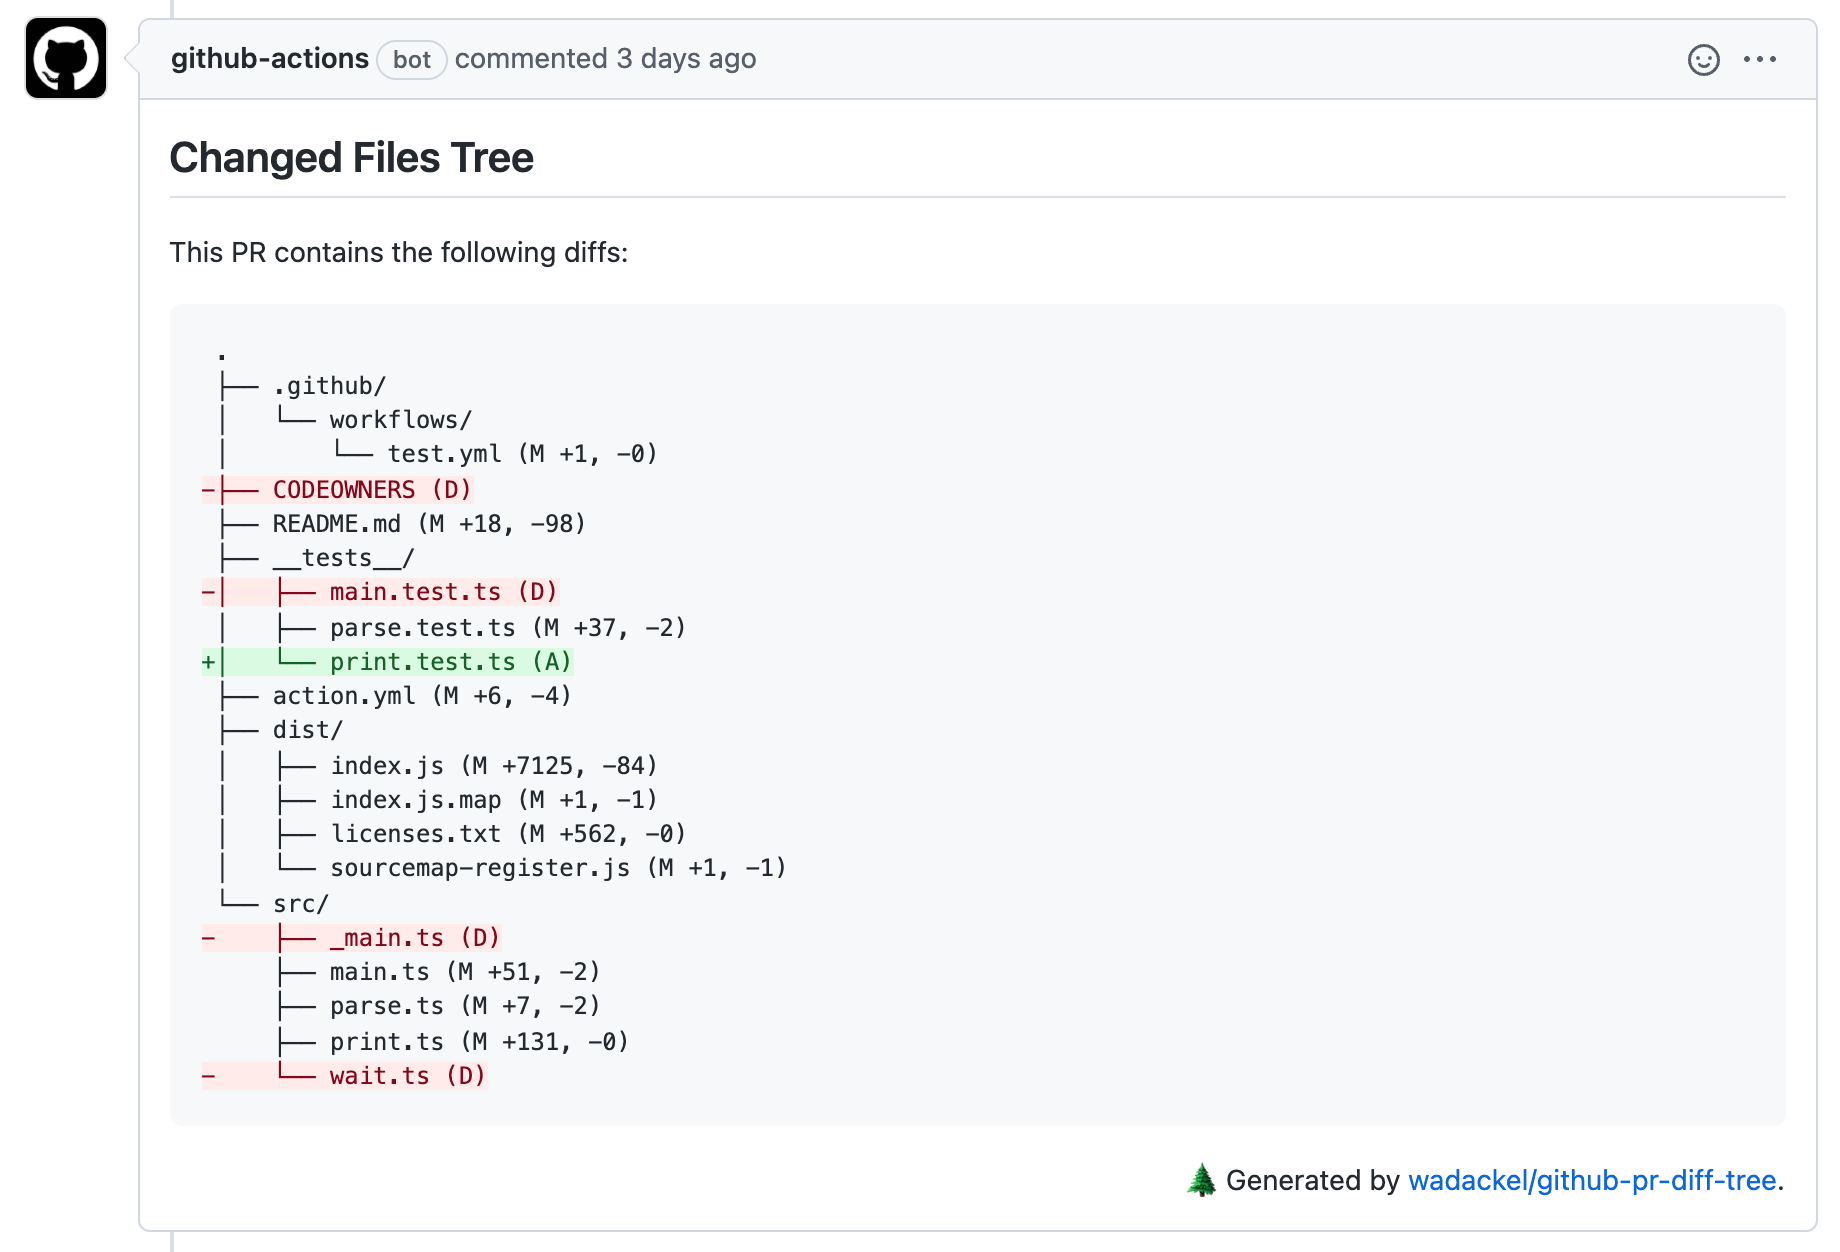 github-actions bot commented 3 days ago
Changed Files Tree
This PR contains the following diffs:
.
├── .github/
│   └── workflows/
│       └── test.yml (M +1, -0)
-├── CODEOWNERS (D)
├── README.md (M +18, -98)
├── __tests__/
-│   ├── main.test.ts (D)
│   ├── parse.test.ts (M +37, -2)
+│   └── print.test.ts (A)
├── action.yml (M +6, -4)
├── dist/
│   ├── index.js (M +7125, -84)
│   ├── index.js.map (M +1, -1)
│   ├── licenses.txt (M +562, -0)
│   └── sourcemap-register.js (M +1, -1)
└── src/
-    ├── _main.ts (D)
    ├── main.ts (M +51, -2)
    ├── parse.ts (M +7, -2)
    ├── print.ts (M +131, -0)
-    └── wait.ts (D)
🌲 Generated by wadackel/github-pr-diff-tree.